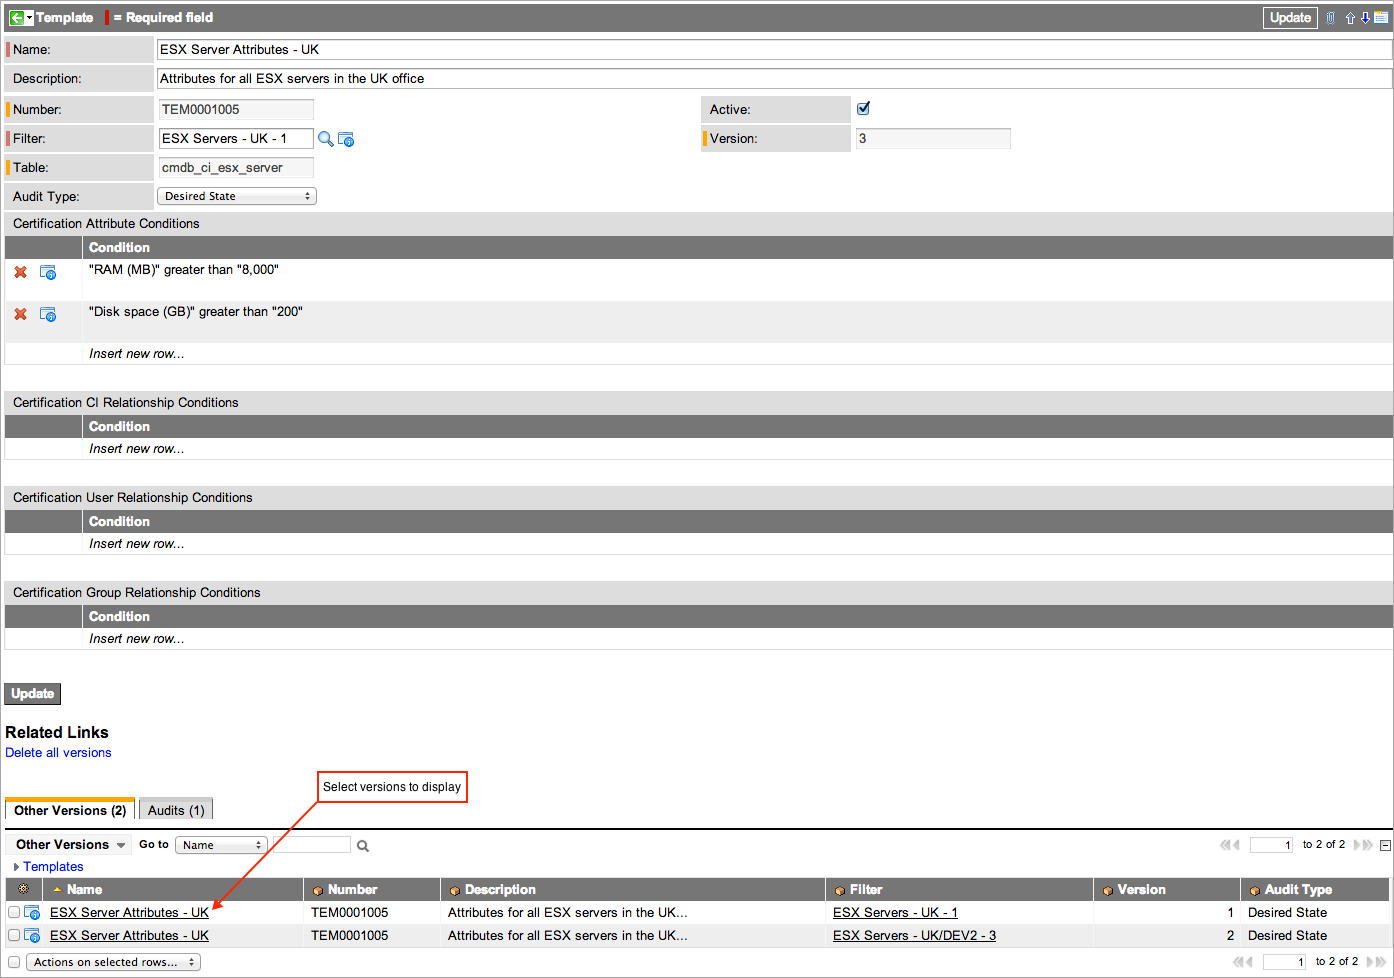 Template = Required field Update
Name: ESX Server Attributes - UK
Description: Attributes for all ESX servers in the UK office
Number: TEM0001005 Active:
Filter: ESX Servers - UK - 1 Version: 3
Table: cmdb_ci_esx_server
Audit Type: Desired State
Certification Attribute Conditions
Condition
"RAM (MB)" greater than "8,000"
"Disk space (GB)" greater than "200"
Insert new row...
Certification CI Relationship Conditions
Condition
Insert new row...
Certification User Relationship Conditions
Condition
Insert new row...
Certification Group Relationship Conditions
Condition
Insert new row...
Update
Related Links
Delete all versions
Select versions to display
Other Versions (2) Audits (1)
Other Versions Go to Name 1 to 2 of 2
Templates
Name Number Description Filter Version Audit Type
ESX Server Attributes - UK TEM0001005 Attributes for all ESX servers in the UK... ESX Servers - UK - 1 1 Desired State
ESX Server Attributes - UK TEM0001005 Attributes for all ESX servers in the UK... ESX Servers - UK/DEV2 - 3 2 Desired State
Actions on selected rows... 1 to 2 of 2